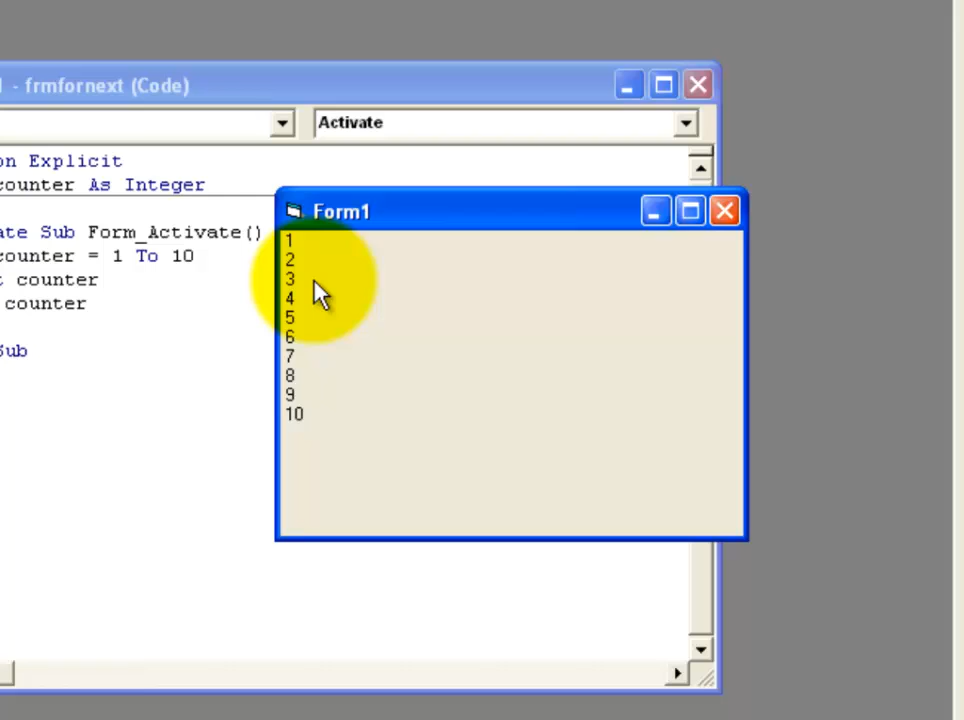 - frmfornext (Code)
Activate
on Explicit
counter As Integer
ate Sub Form_Activate()
counter = 1 To 10
t counter
counter
Sub
Form1
1
2
3
4
5
6
7
8
9
10